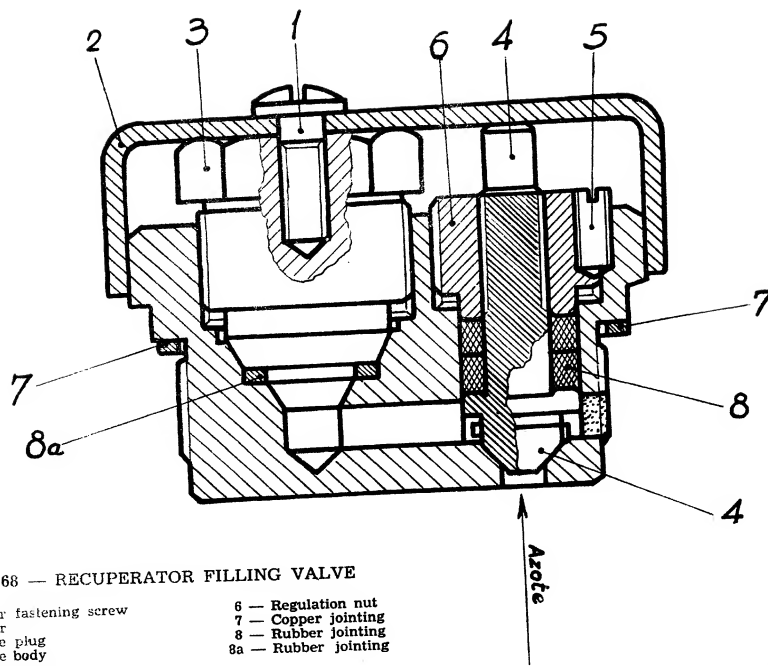 3
1
6
4
5
2
7
7
8a
8
4
Azote
68 — RECUPERATOR FILLING VALVE
fastening screw
plug
body
6 — Regulation nut
7 — Copper jointing
8 — Rubber jointing
8a — Rubber jointing